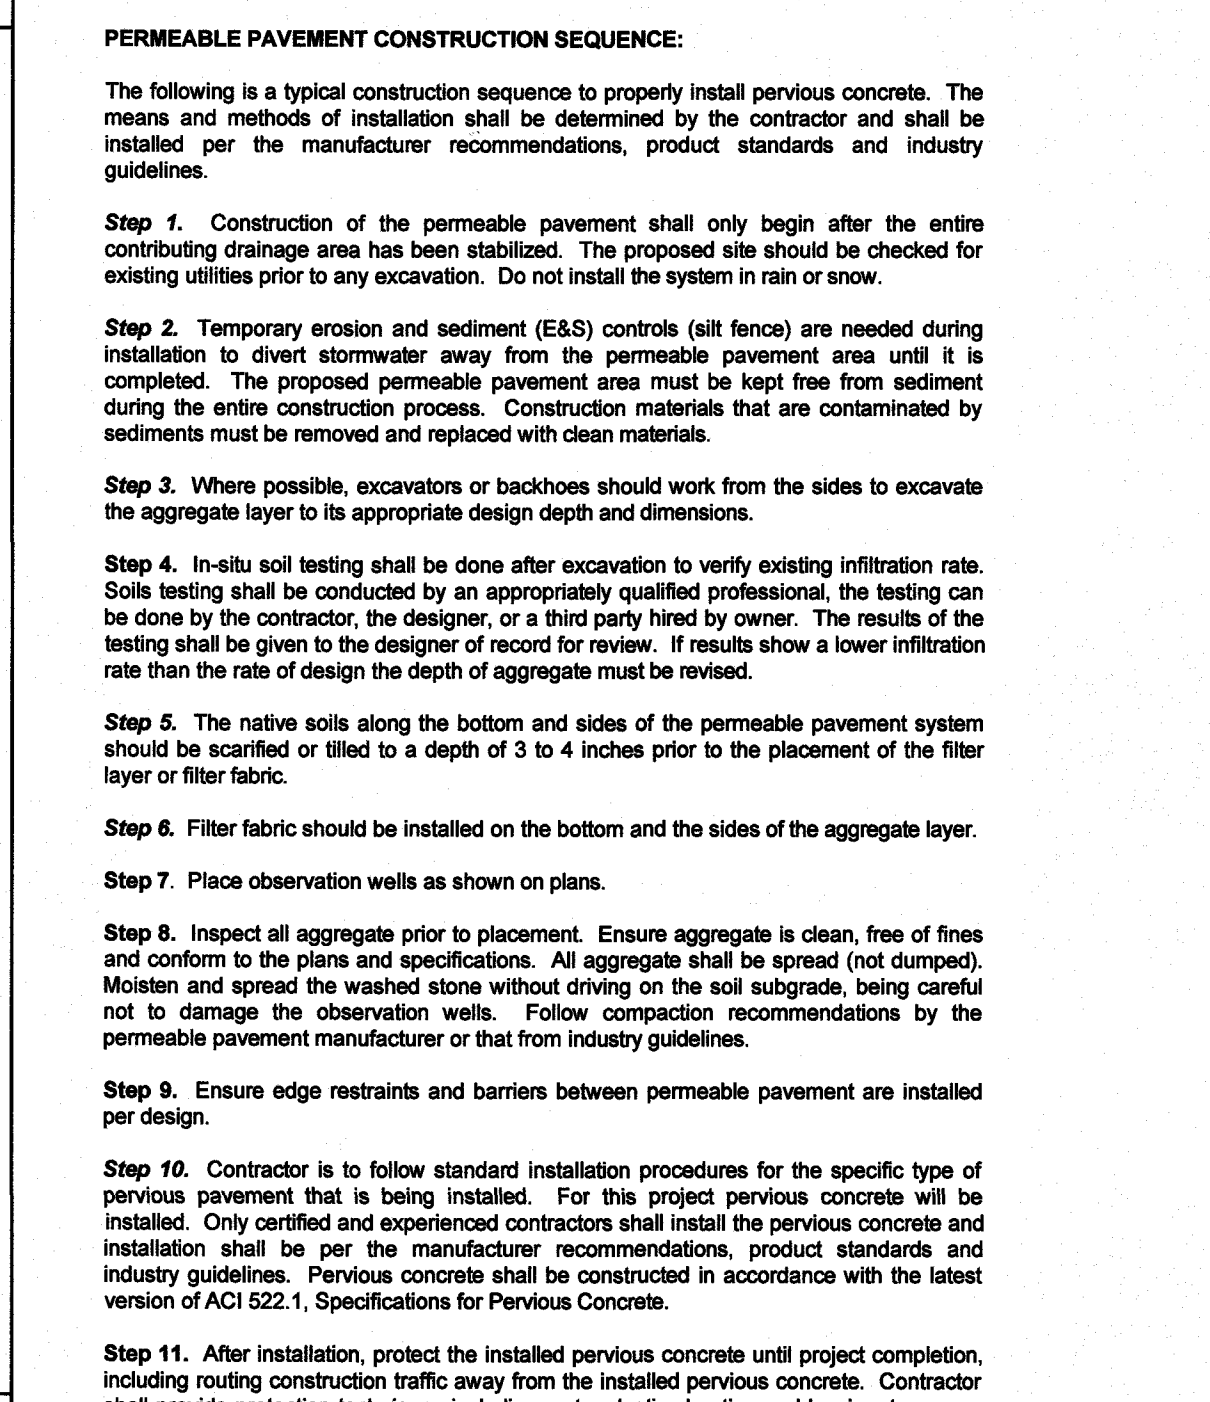 PERMEABLE PAVEMENT CONSTRUCTION SEQUENCE:
The following is a typical construction sequence to properly install pervious concrete. The
means and methods of installation shall be determined by the contractor and shall be
installed per the manufacturer recommendations, product standards and industry
guidelines.
Step 1. Construction of the permeable pavement shall only begin after the entire
contributing drainage area has been stabilized. The proposed site should be checked for
existing utilities prior to any excavation. Do not install the system in rain or snow.
Step 2. Temporary erosion and sediment (E&S) controls (silt fence) are needed during
installation to divert stormwater away from the permeable pavement area until it is
completed. The proposed permeable pavement area must be kept free from sediment
during the entire construction process. Construction materials that are contaminated by
sediments must be removed and replaced with clean materials.
Step 3. Where possible, excavators or backhoes should work from the sides to excavate
the aggregate layer to its appropriate design depth and dimensions.
Step 4. In-situ soil testing shall be done after excavation to verify existing infiltration rate.
Soils testing shall be conducted by an appropriately qualified professional, the testing can
be done by the contractor, the designer, or a third party hired by owner. The results of the
testing shall be given to the designer of record for review. If results show a lower infiltration
rate than the rate of design the depth of aggregate must be revised.
Step 5. The native soils along the bottom and sides of the permeable pavement system
should be scarified or tilled to a depth of 3 to 4 inches prior to the placement of the filter
layer or filter fabric.
Step 6. Filter fabric should be installed on the bottom and the sides of the aggregate layer.
Step 7. Place observation wells as shown on plans.
Step 8. Inspect all aggregate prior to placement. Ensure aggregate is clean, free of fines
and conform to the plans and specifications. All aggregate shall be spread (not dumped).
Moisten and spread the washed stone without driving on the soil subgrade, being careful
not to damage the observation wells. Follow compaction recommendations by the
permeable pavement manufacturer or that from industry guidelines.
Step 9. Ensure edge restraints and barriers between permeable pavement are installed
per design.
Step 10. Contractor is to follow standard installation procedures for the specific type of
pervious pavement that is being installed. For this project pervious concrete will be
installed. Only certified and experienced contractors shall install the pervious concrete and
installation shall be per the manufacturer recommendations, product standards and
industry guidelines. Pervious concrete shall be constructed in accordance with the latest
version of ACI 522.1, Specifications for Pervious Concrete.
Step 11. After installation, protect the installed pervious concrete until project completion,
including routing construction traffic away from the installed pervious concrete. Contractor